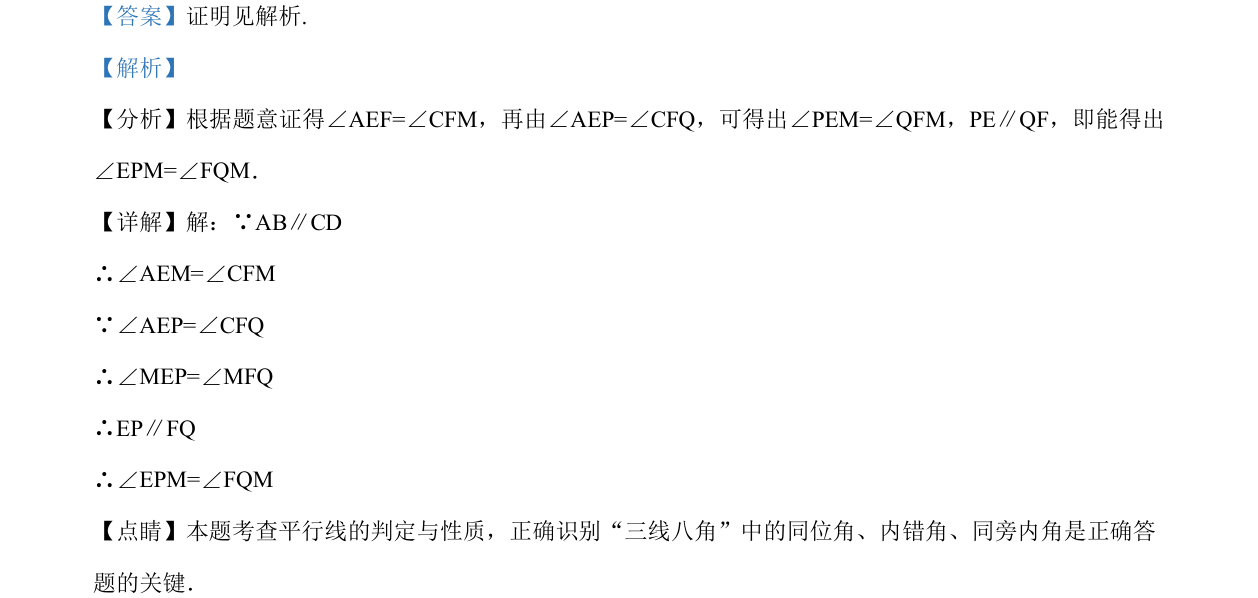 【答案】证明见解析.
【解析】
【分析】根据题意证得∠AEF=∠CFM，再由∠AEP=∠CFQ，可得出∠PEM=∠QFM，PE∥QF，即能得出
∠EPM=∠FQM．
【详解】解：∵AB∥CD
∴∠AEM=∠CFM
∵∠AEP=∠CFQ
∴∠MEP=∠MFQ
∴EP∥FQ
∴∠EPM=∠FQM
【点睛】本题考查平行线的判定与性质，正确识别“三线八角”中的同位角、内错角、同旁内角是正确答
题的关键．